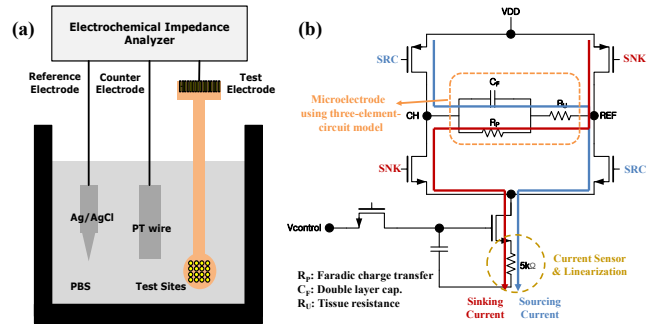 (a)
Electrochemical Impedance
Analyzer
Reference
Electrode
Counter
Electrode
Test
Electrode
Ag/AgCl
PT wire
PBS
Test Sites
(b)
VDD
SRC
SNK
Microelectrode
using three-element-
circuit model
CF
RU
CH
REF
RP
SNK
SRC
Vcontrol
5kΩ
Current Sensor
& Linearization
RP: Faradic charge transfer
CF: Double layer cap.
RU: Tissue resistance
Sinking
Current
Sourcing
Current